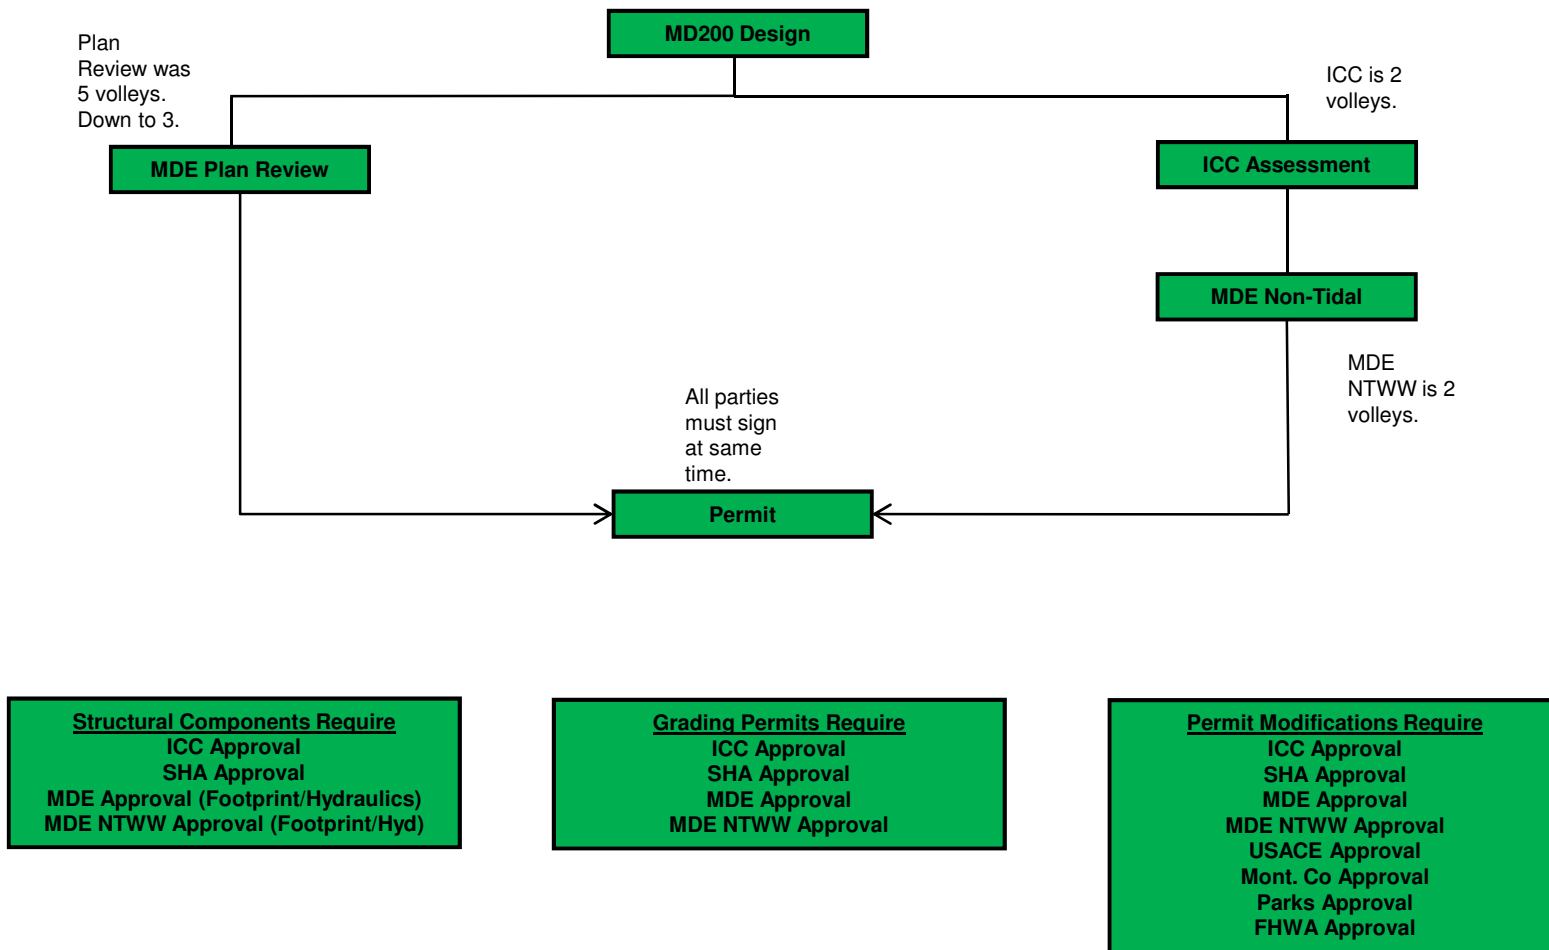 MD200 Design
Plan
Review was
5 volleys.
Down to 3.
ICC is 2
volleys.
MDE Plan Review
ICC Assessment
MDE Non-Tidal
MDE
NTWW is 2
volleys.
All parties
must sign
at same
time.
Permit
Structural Components Require
ICC Approval
SHA Approval
MDE Approval (Footprint/Hydraulics)
MDE NTWW Approval (Footprint/Hyd)
Grading Permits Require
ICC Approval
SHA Approval
MDE Approval
MDE NTWW Approval
Permit Modifications Require
ICC Approval
SHA Approval
MDE Approval
MDE NTWW Approval
USACE Approval
Mont. Co Approval
Parks Approval
FHWA Approval